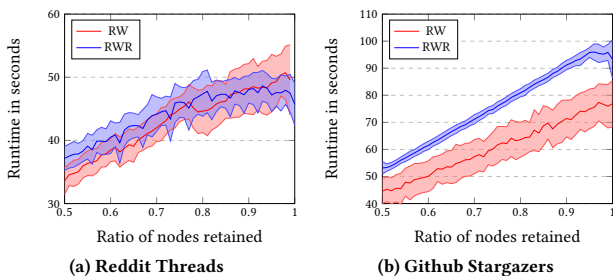 Runtime in seconds
60
50
40
30
RW
RWR
0.5 0.6 0.7 0.8 0.9 1
Ratio of nodes retained
(a) Reddit Threads
Runtime in seconds
110
100
90
80
70
60
50
40
RW
RWR
0.5 0.6 0.7 0.8 0.9 1
Ratio of nodes retained
(b) Github Stargazers